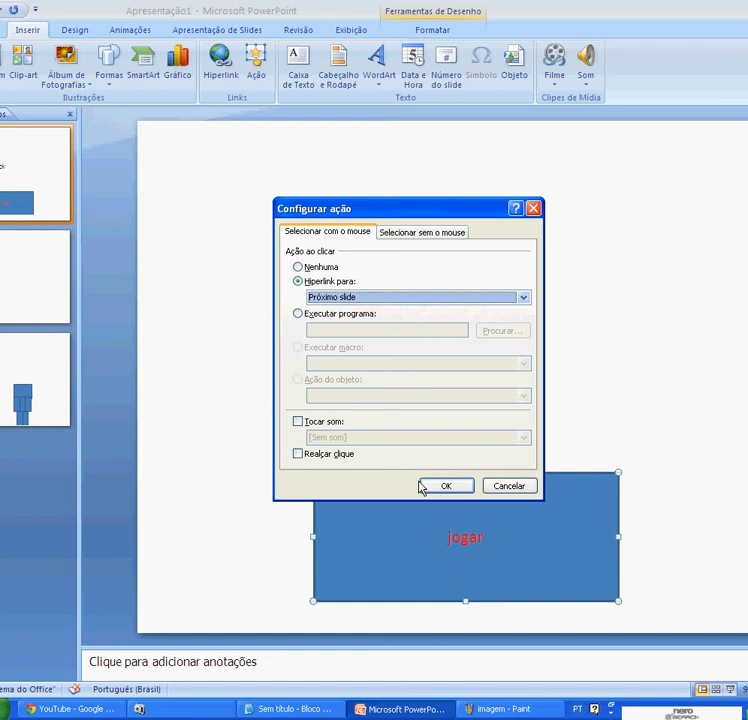 Apresentação1 - Microsoft PowerPoint
Ferramentas de Desenho
Inserir Design Animações Apresentação de Slides Revisão Exibição Formatar
Clip-art Álbum de Fotografias Formas SmartArt Gráfico Hiperlink Ação Caixa de Texto Cabeçalho e Rodapé WordArt Data e Hora Número do slide Símbolo Objeto Filme Som
Ilustrações Links Texto Clipes de Mídia
Configurar ação
Selecionar com o mouse Selecionar sem o mouse
Ação ao clicar
Nenhuma
Hiperlink para:
Próximo slide
Executar programa:
Procurar...
Executar macro:
Ação do objeto:
Tocar som:
[Sem som]
Realçar clique
OK Cancelar
jogar
Clique para adicionar anotações
ema do Office" Português (Brasil)
YouTube - Google ... Sem título - Bloco ... Microsoft PowerPo... imagem - Paint PT
nero